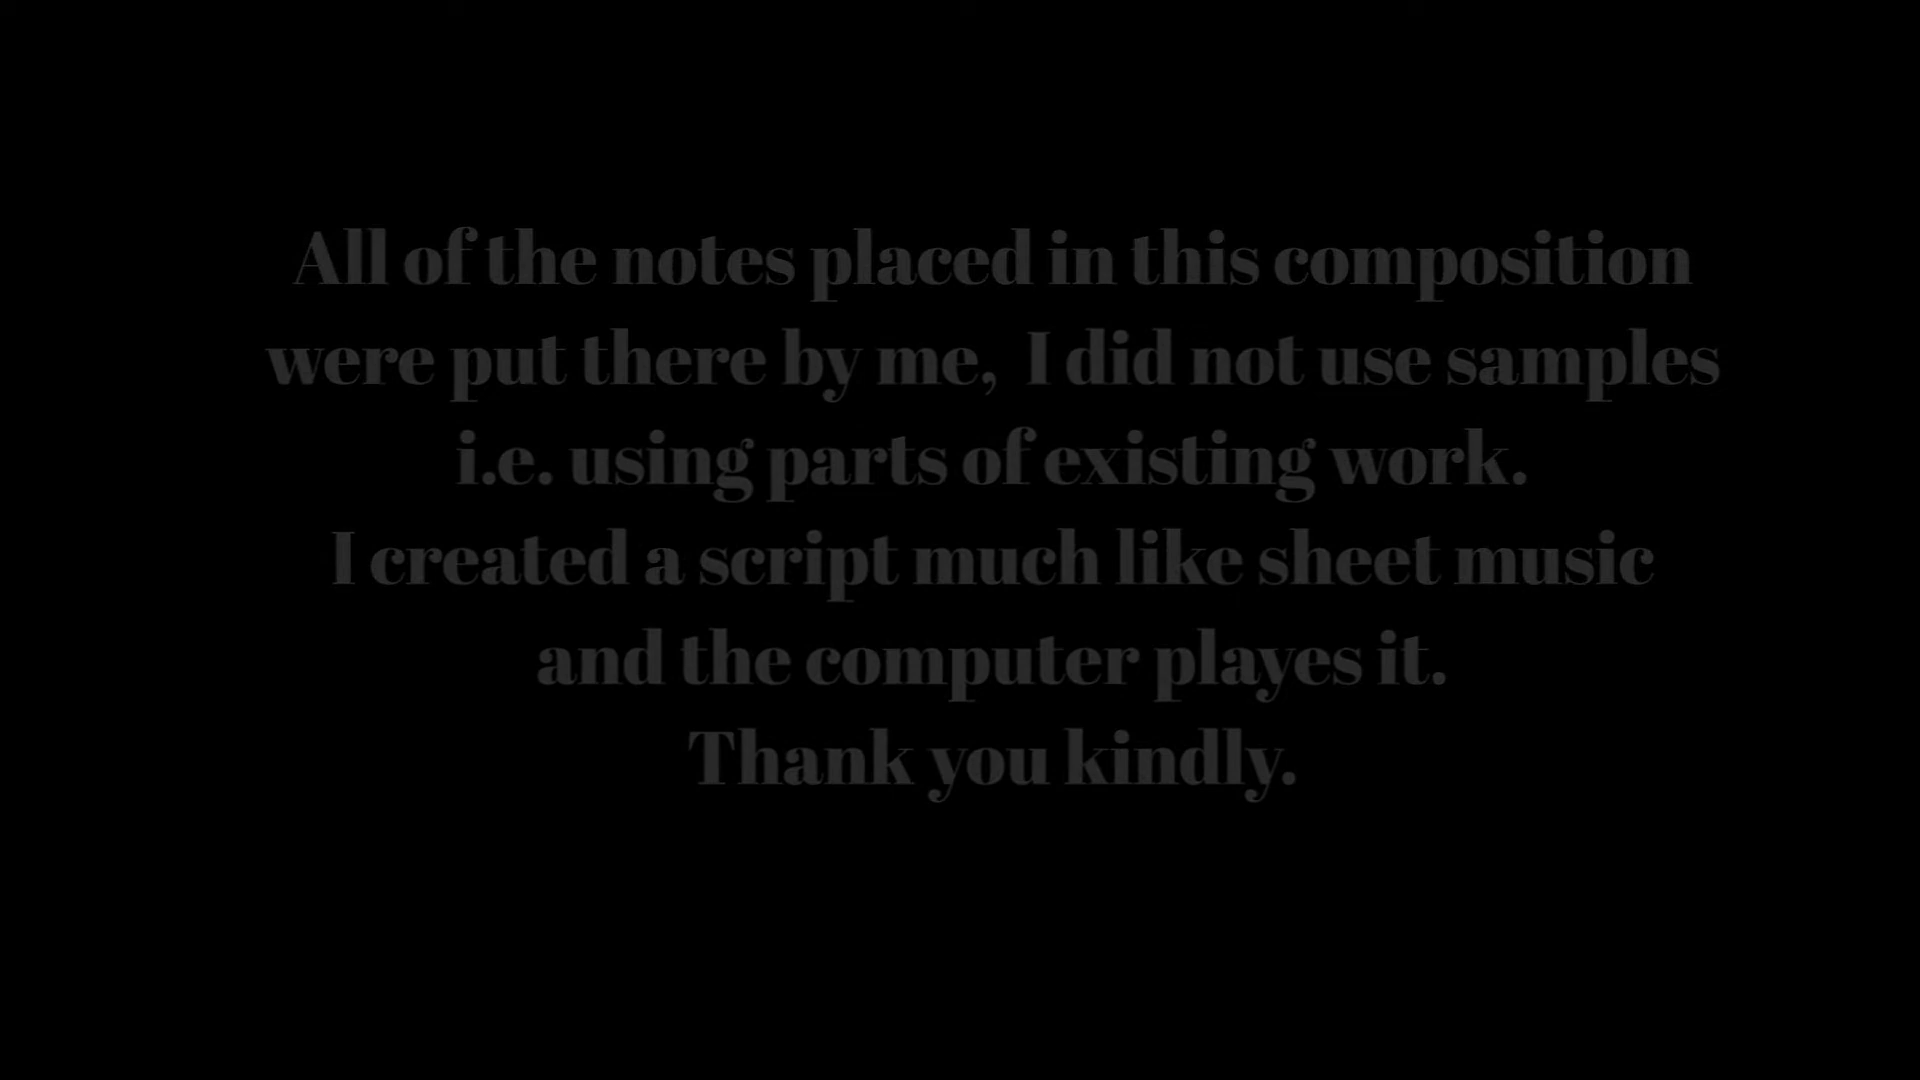 All of the notes placed in this composition
were put there by me,  I did not use samples
i.e. using parts of existing work.
I created a script much like sheet music
and the computer playes it.
Thank you kindly.